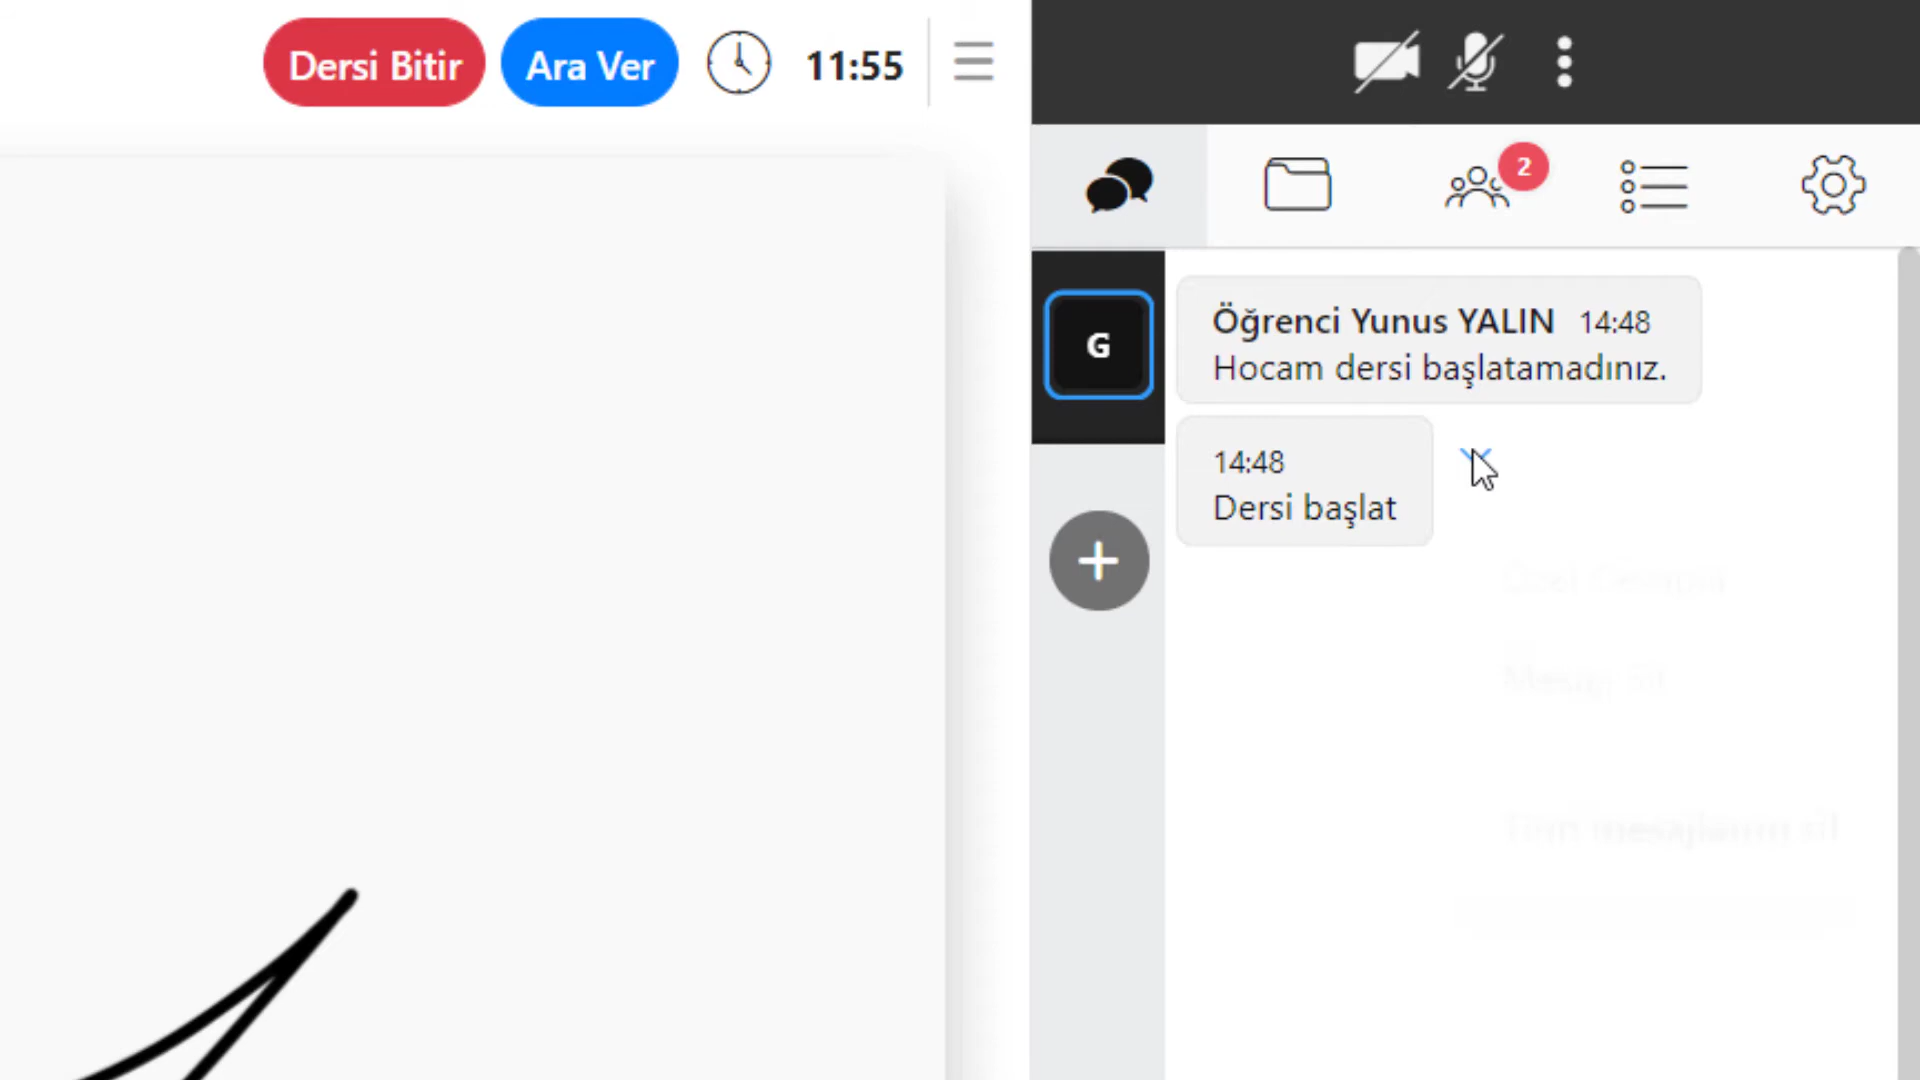 Dersi Bitir
Ara Ver
11:55
2
G
Öğrenci Yunus YALIN 14:48
Hocam dersi başlatamadınız.
14:48
Dersi başlat